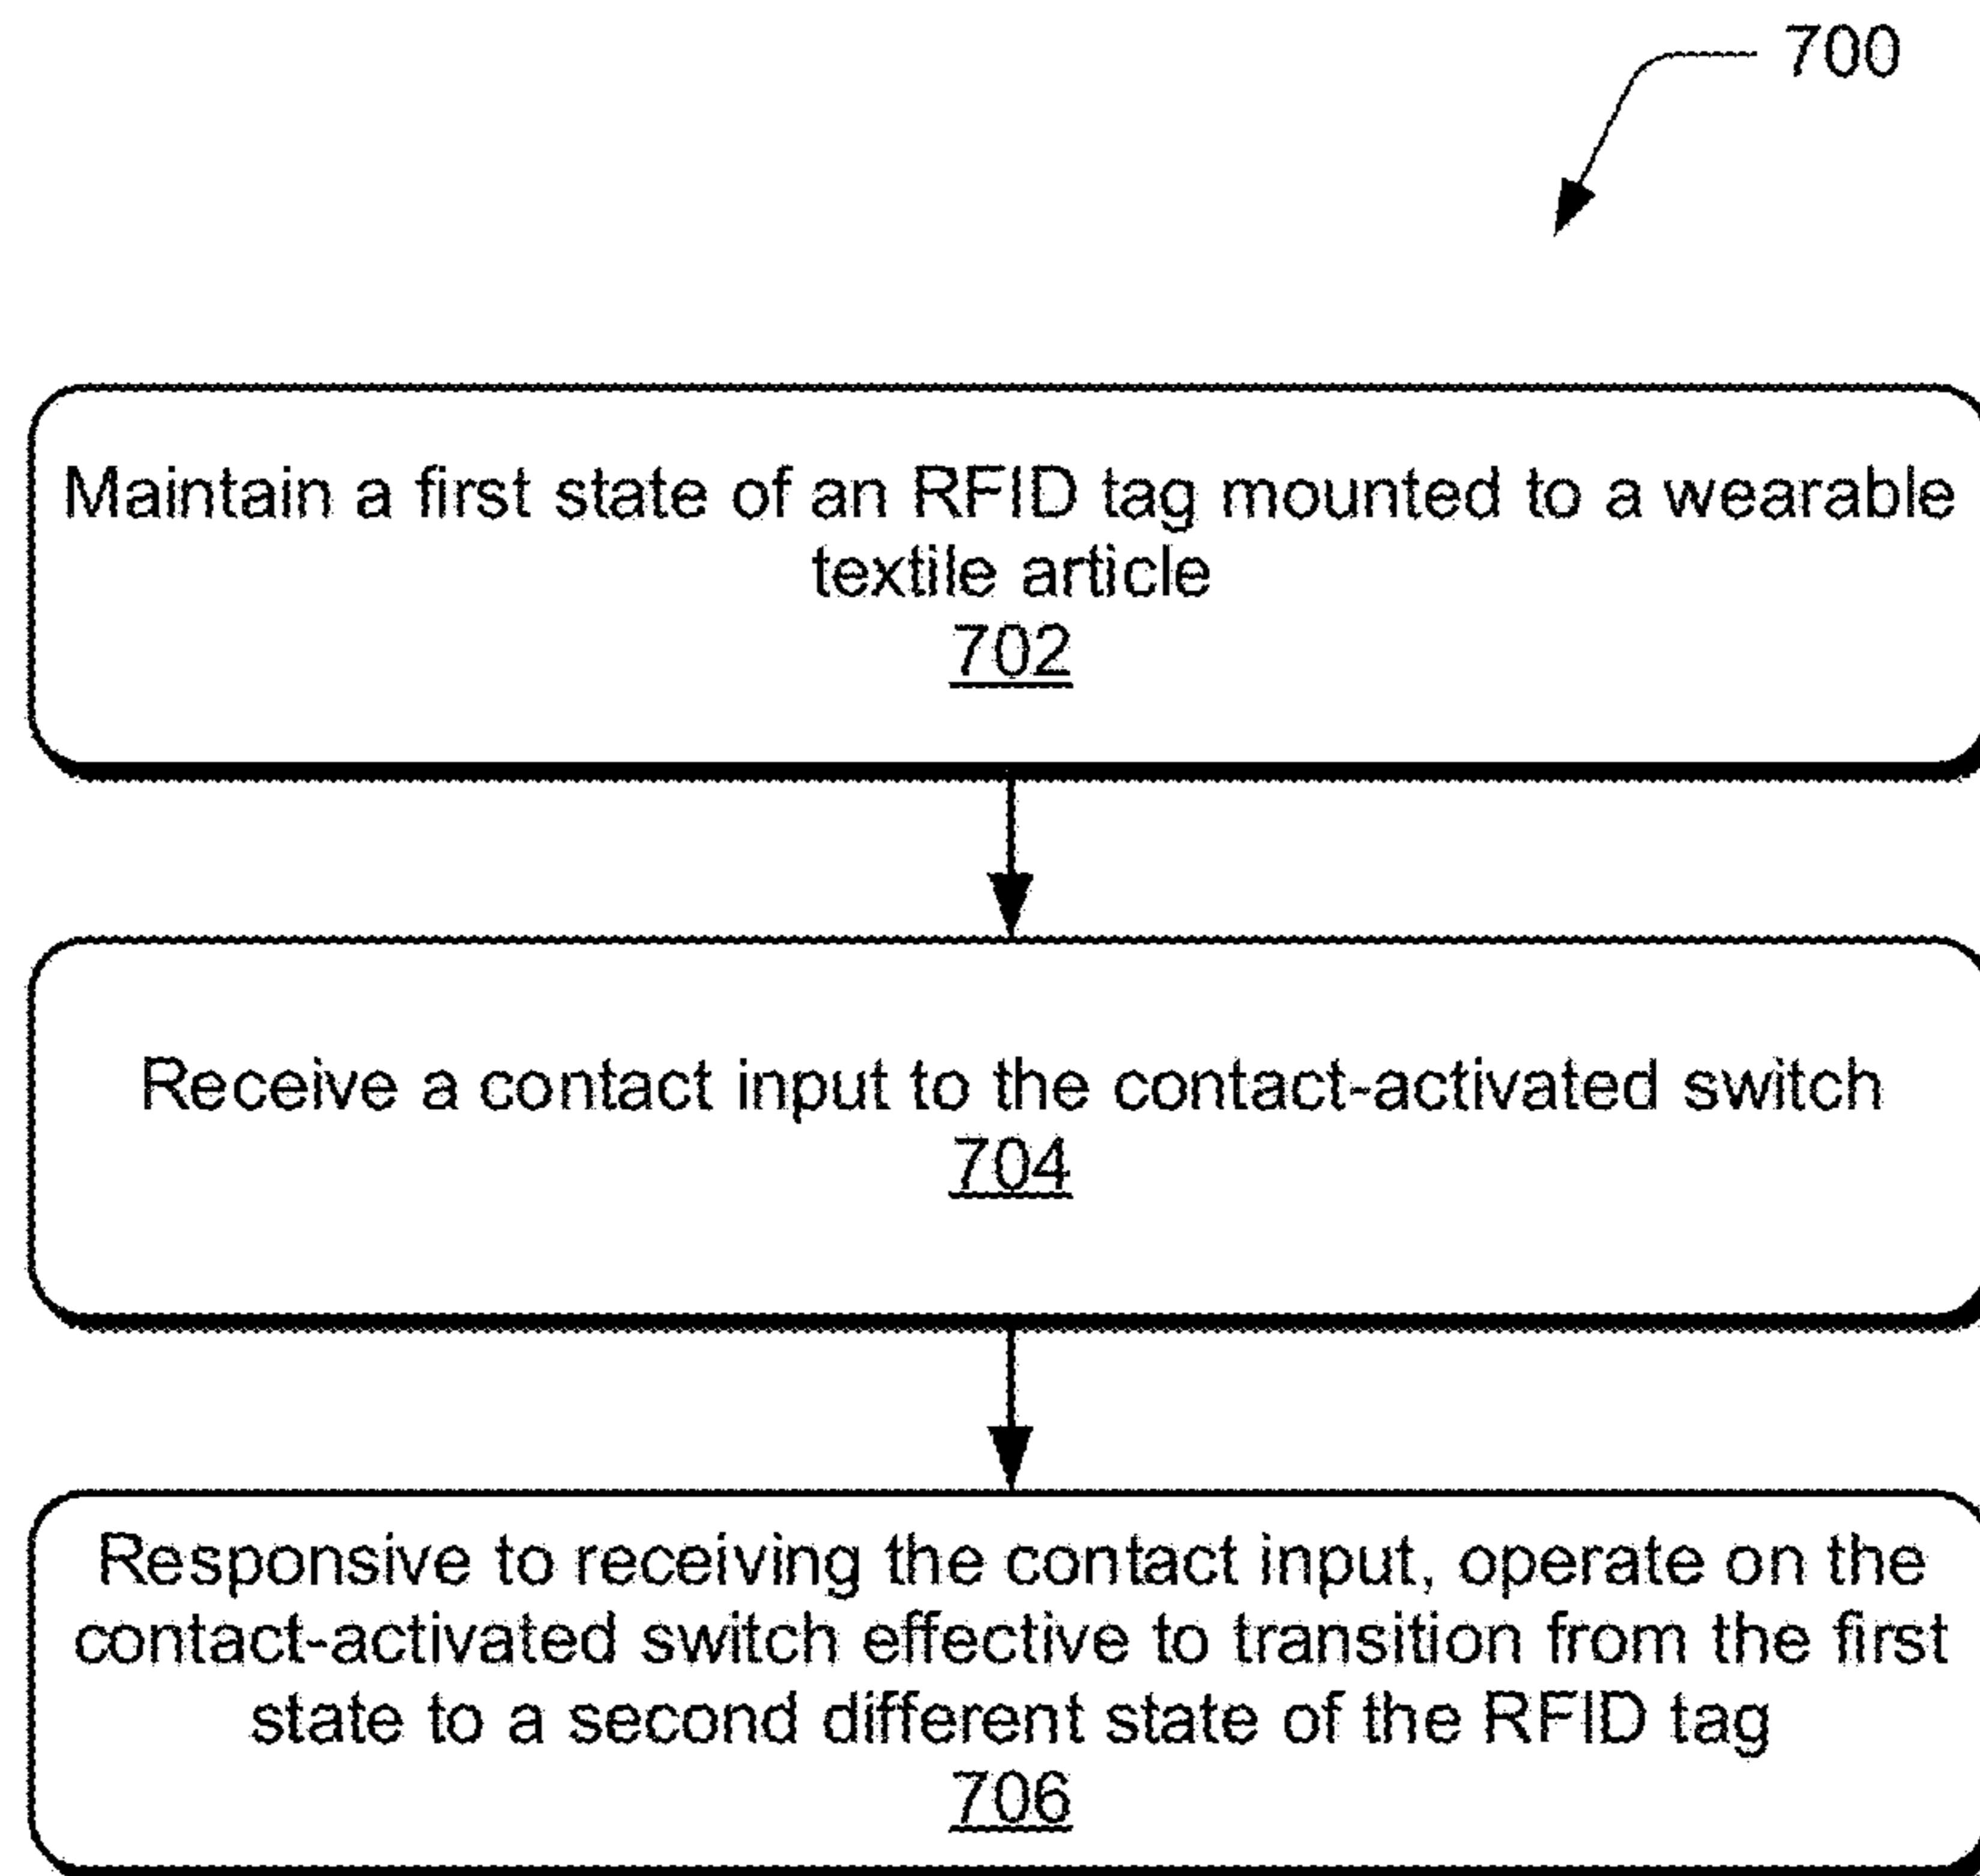 700
Maintain a first state of an RFID tag mounted to a wearable
textile article
702
Receive a contact input to the contact-activated switch
704
Responsive to receiving the contact input, operate on the
contact-activated switch effective to transition from the first
state to a second different state of the RFID tag
706